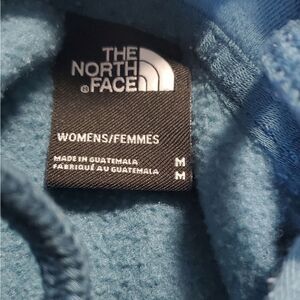 THE
NORTH
®FACE
WOMENS/FEMMES
MADE IN GUATEMALA M
FABRIQUÉ AU GUATEMALA M